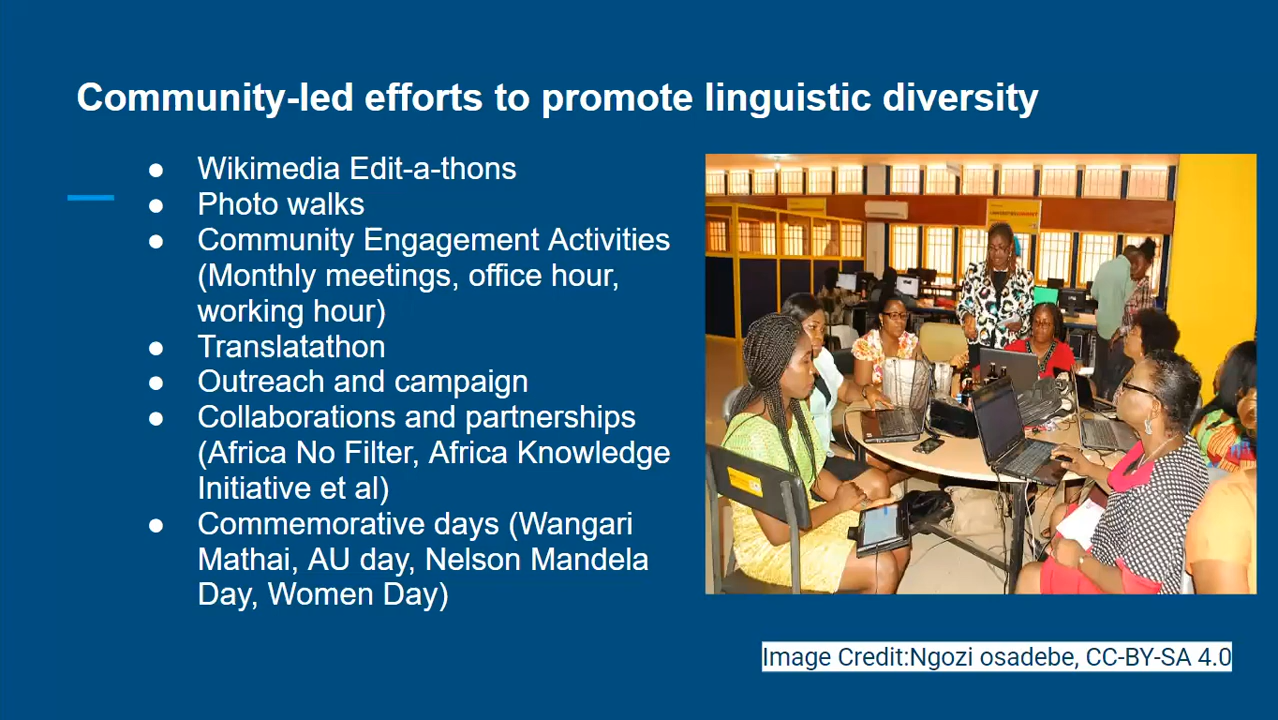 Community-led efforts to promote linguistic diversity
● Wikimedia Edit-a-thons
● Photo walks
● Community Engagement Activities
(Monthly meetings, office hour,
working hour)
● Translatathon
● Outreach and campaign
● Collaborations and partnerships
(Africa No Filter, Africa Knowledge
Initiative et al)
● Commemorative days (Wangari
Mathai, AU day, Nelson Mandela
Day, Women Day)
Image Credit:Ngozi osadebe, CC-BY-SA 4.0